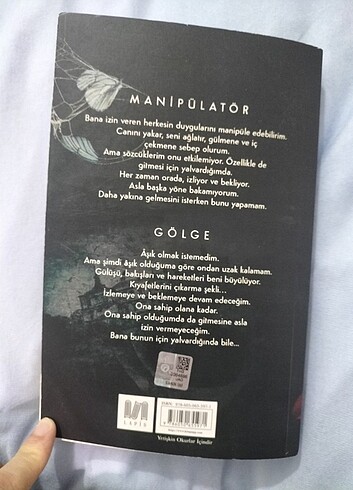 MANİPÜLATÖR
Bana izin veren herkesin duygularını manipüle edebilirim.
Canını yakar, seni ağlatır, gülmene ve iç
çekmene sebep olurum.
Ama sözcüklerim onu etkilemiyor. Özellikle de
gitmesi için yalvardığımda.
Her zaman orada, izliyor ve bekliyor.
Asla başka yöne bakamıyorum.
Daha yakına gelmesini isterken bunu yapamam.
GÖLGE
Âşık olmak istemedim.
Ama şimdi âşık olduğuma göre ondan uzak kalamam.
Gülüşü, bakışları ve hareketleri beni büyülüyor.
Kıyafetlerini çıkarma şekli...
İzlemeye ve beklemeye devam edeceğim.
Ona sahip olana kadar.
Ona sahip olduğumda da gitmesine asla
izin vermeyeceğim.
Bana bunun için yalvardığında bile...
LAPİS
Yetişkin Okurlar İçindir